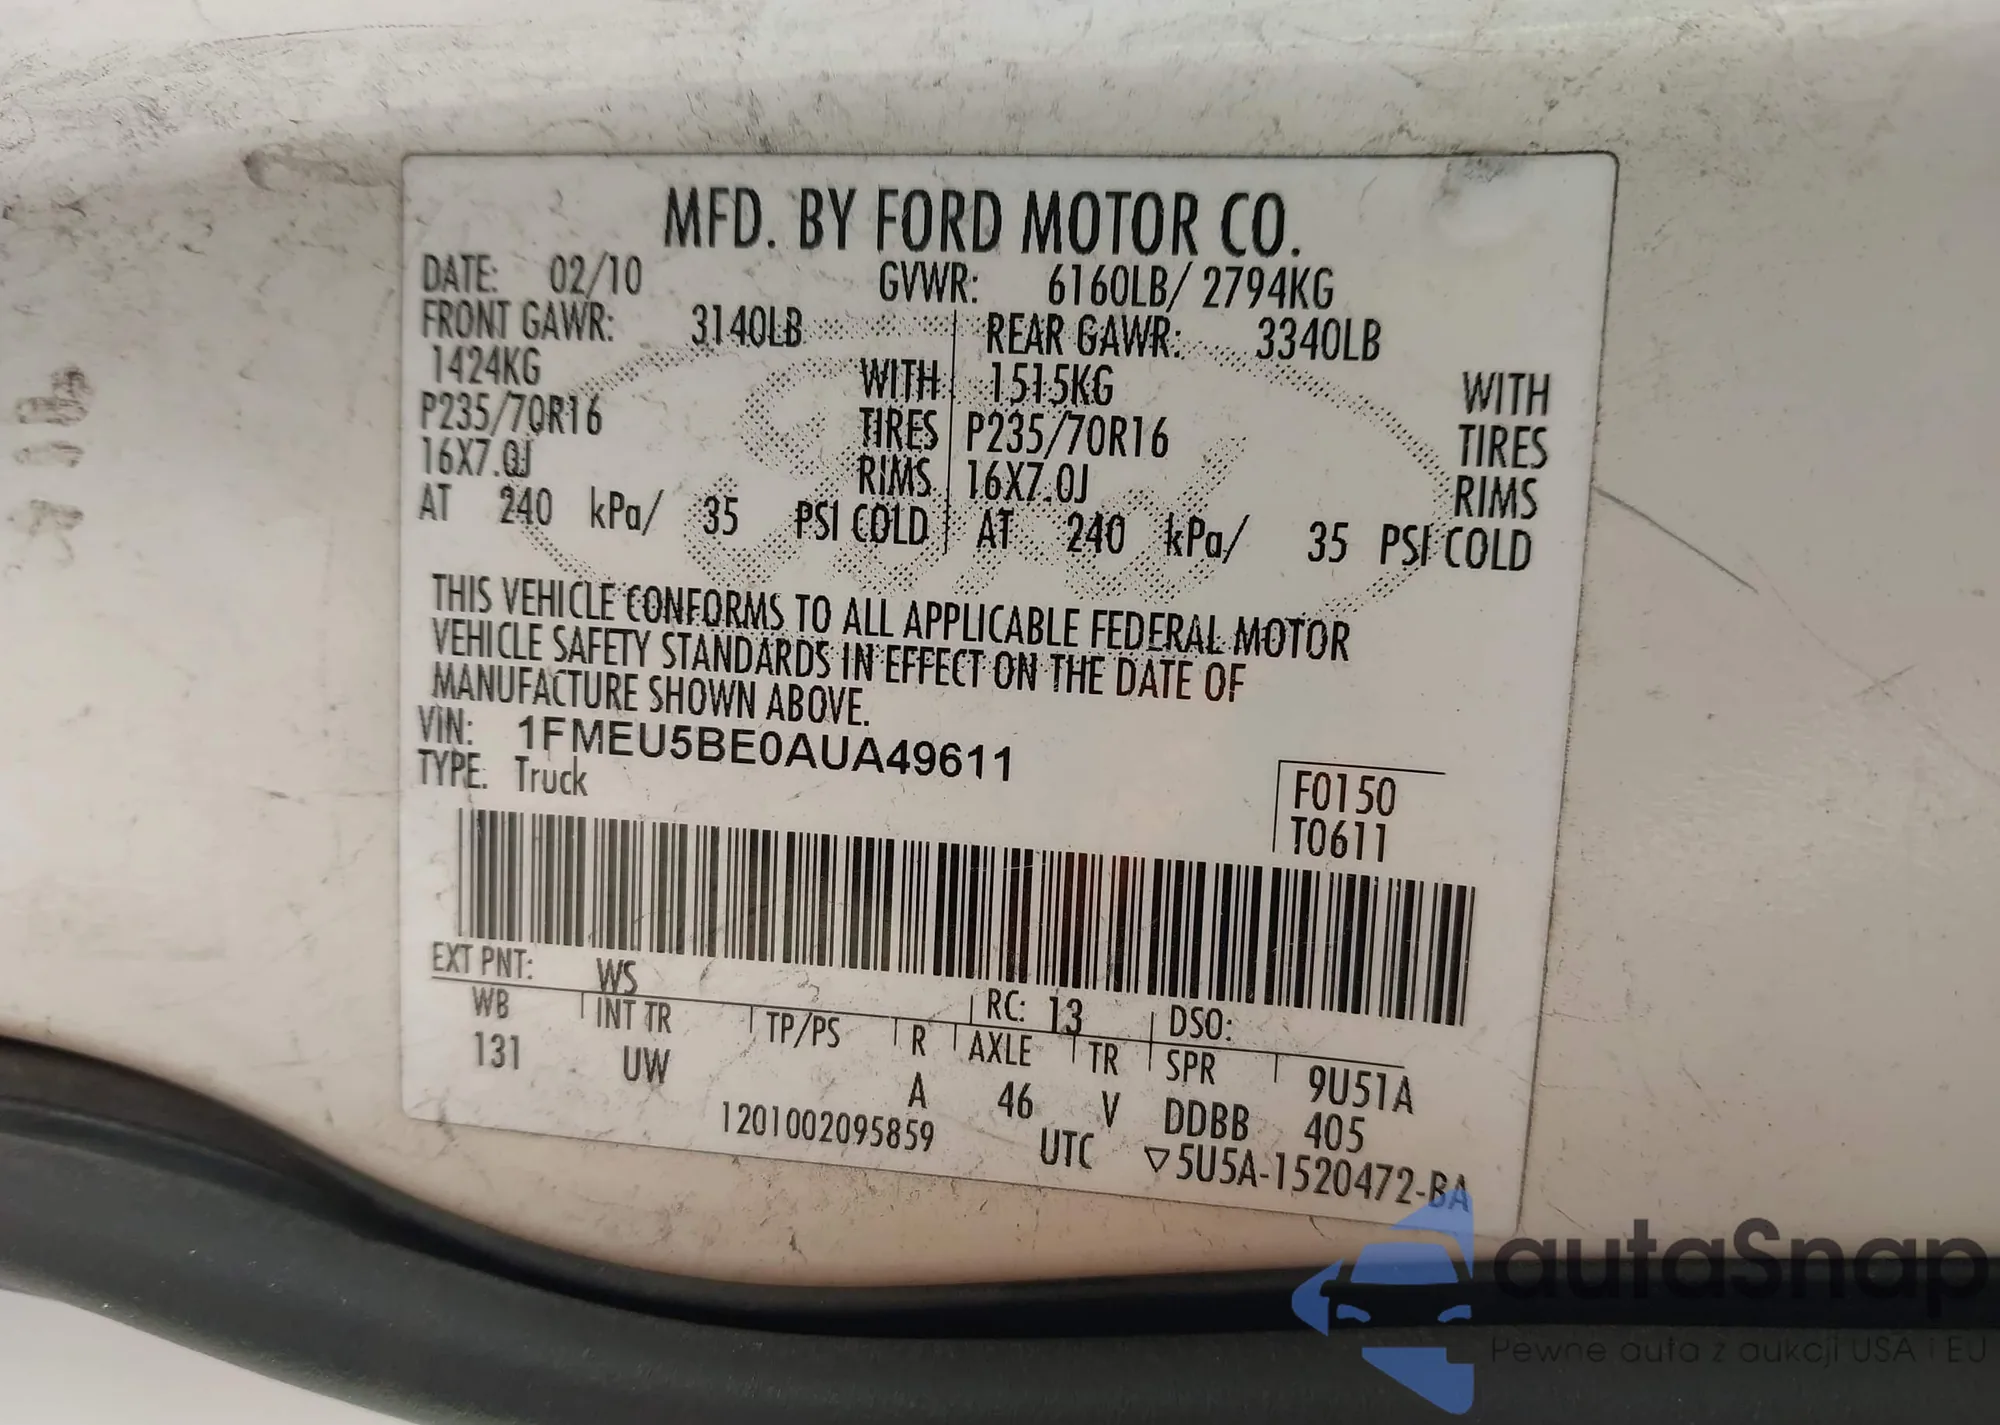 MFD. BY FORD MOTOR CO.
DATE: 02/10 GVWR: 6160LB/ 2794KG
FRONT GAWR: 3140LB REAR GAWR: 3340LB
1424KG WITH 1515KG WITH
P235/70R16 TIRES P235/70R16 TIRES
16X7.0J RIMS 16X7.0J RIMS
AT 240 kPa/ 35 PSI COLD AT 240 kPa/ 35 PSI COLD
THIS VEHICLE CONFORMS TO ALL APPLICABLE FEDERAL MOTOR
VEHICLE SAFETY STANDARDS IN EFFECT ON THE DATE OF
MANUFACTURE SHOWN ABOVE.
VIN: 1FMEU5BE0AUA49611
TYPE: Truck
F0150
T0611
EXT PNT: WS RC: 13 DSO:
WB INT TR TP/PS R AXLE TR SPR 9U51A
131 UW A 46 V DDBB 405
1201002095859 UTC ▽5U5A-1520472-BA
autaSnap
Pewne auta z aukcji USA i EU